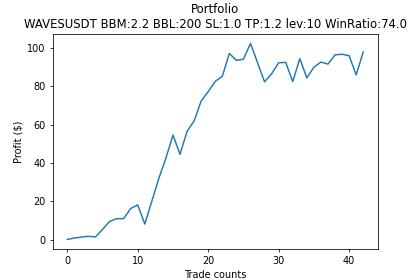 Portfolio
WAVESUSDT BBM:2.2 BBL:200 SL:1.0 TP:1.2 lev:10 WinRatio:74.0
100
80
60
40
20
0
Profit ($)
0 10 20 30 40
Trade counts